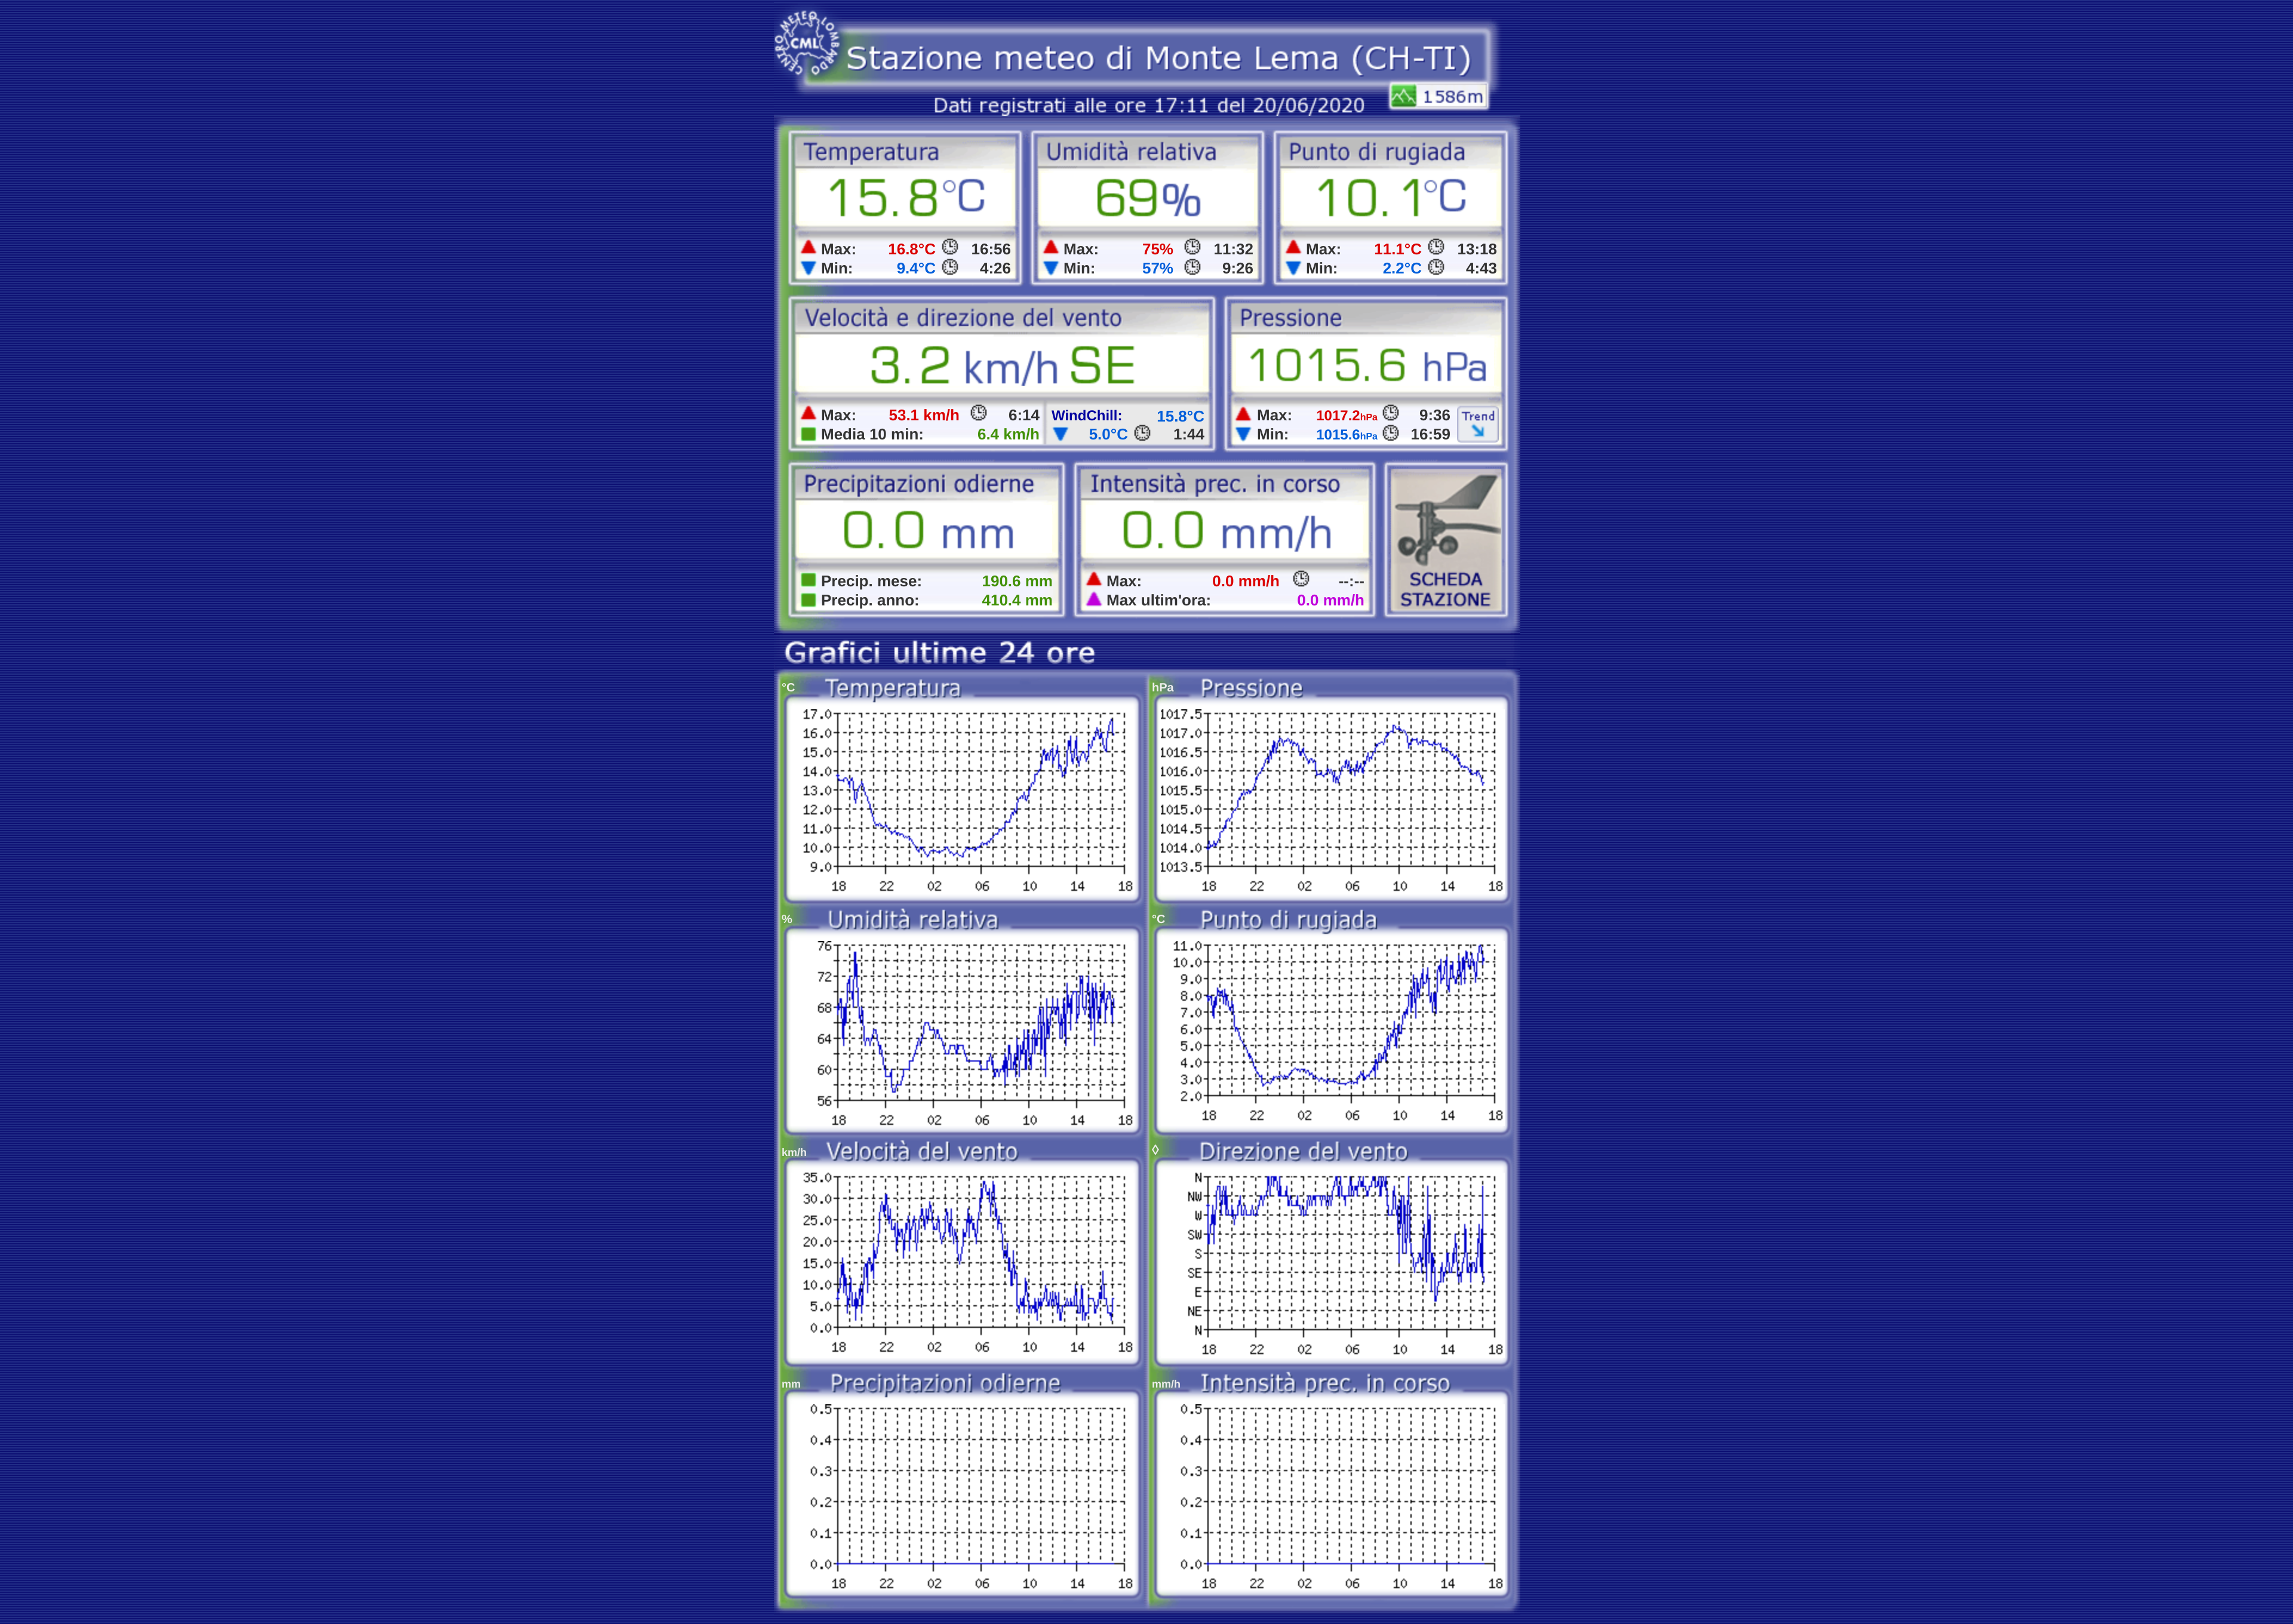 CENTRO METEO LOMBARDO
CML
Stazione meteo di Monte Lema (CH-TI)
Dati registrati alle ore 17:11 del 20/06/2020
1586m
Temperatura
15.8°C
Max: 16.8°C 16:56
Min: 9.4°C 4:26
Umidità relativa
69%
Max: 75% 11:32
Min: 57% 9:26
Punto di rugiada
10.1°C
Max: 11.1°C 13:18
Min: 2.2°C 4:43
Velocità e direzione del vento
3.2 km/h SE
Max: 53.1 km/h 6:14
Media 10 min: 6.4 km/h
WindChill: 15.8°C
5.0°C 1:44
Pressione
1015.6 hPa
Max: 1017.2hPa 9:36
Min: 1015.6hPa 16:59
Trend
Precipitazioni odierne
0.0 mm
Precip. mese: 190.6 mm
Precip. anno: 410.4 mm
Intensità prec. in corso
0.0 mm/h
Max: 0.0 mm/h --:--
Max ultim'ora: 0.0 mm/h
SCHEDA
STAZIONE
Grafici ultime 24 ore
°C Temperatura
17.0
16.0
15.0
14.0
13.0
12.0
11.0
10.0
9.0
18 22 02 06 10 14 18
hPa Pressione
1017.5
1017.0
1016.5
1016.0
1015.5
1015.0
1014.5
1014.0
1013.5
18 22 02 06 10 14 18
% Umidità relativa
76
72
68
64
60
56
18 22 02 06 10 14 18
°C Punto di rugiada
11.0
10.0
9.0
8.0
7.0
6.0
5.0
4.0
3.0
2.0
18 22 02 06 10 14 18
km/h Velocità del vento
35.0
30.0
25.0
20.0
15.0
10.0
5.0
0.0
18 22 02 06 10 14 18
◊ Direzione del vento
N
NW
W
SW
S
SE
E
NE
N
18 22 02 06 10 14 18
mm Precipitazioni odierne
0.5
0.4
0.3
0.2
0.1
0.0
18 22 02 06 10 14 18
mm/h Intensità prec. in corso
0.5
0.4
0.3
0.2
0.1
0.0
18 22 02 06 10 14 18